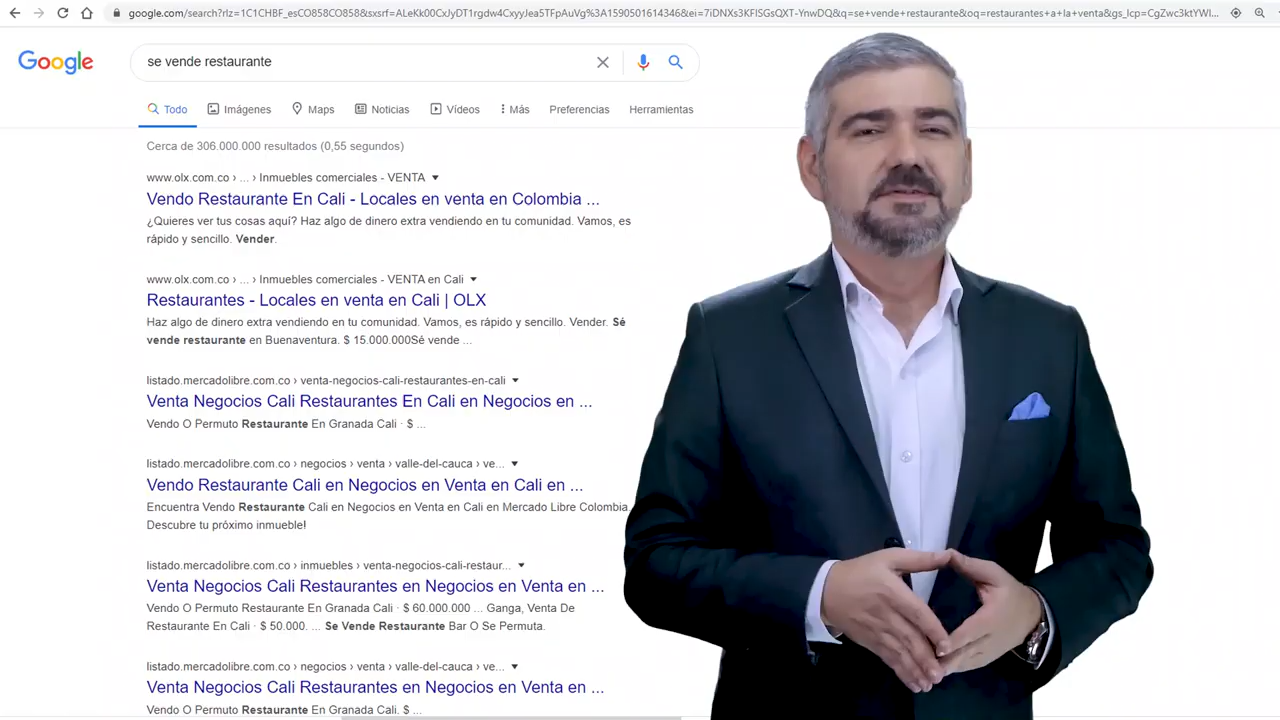 google.com/search?rlz=1C1CHBF_esCO858CO858&sxsrf=ALeKk00CxJyDT1rgdw4CxyyJea5TFpAuVg%3A1590501614346&ei=7iDNXs3KFISGsQXT-YnwDQ&q=se+vende+restaurante&oq=restaurantes+a+la+venta&gs_lcp=CgZwc3ktYWI...
Google
se vende restaurante
Todo Imágenes Maps Noticias Vídeos Más Preferencias Herramientas
Cerca de 306.000.000 resultados (0,55 segundos)
www.olx.com.co › ... › Inmuebles comerciales - VENTA
Vendo Restaurante En Cali - Locales en venta en Colombia ...
¿Quieres ver tus cosas aquí? Haz algo de dinero extra vendiendo en tu comunidad. Vamos, es
rápido y sencillo. Vender.
www.olx.com.co › ... › Inmuebles comerciales - VENTA en Cali
Restaurantes - Locales en venta en Cali | OLX
Haz algo de dinero extra vendiendo en tu comunidad. Vamos, es rápido y sencillo. Vender. Sé
vende restaurante en Buenaventura. $ 15.000.000Sé vende ...
listado.mercadolibre.com.co › venta-negocios-cali-restaurantes-en-cali
Venta Negocios Cali Restaurantes En Cali en Negocios en ...
Vendo O Permuto Restaurante En Granada Cali · $ ...
listado.mercadolibre.com.co › negocios › venta › valle-del-cauca › ve...
Vendo Restaurante Cali en Negocios en Venta en Cali en ...
Encuentra Vendo Restaurante Cali en Negocios en Venta en Cali en Mercado Libre Colombia.
Descubre tu próximo inmueble!
listado.mercadolibre.com.co › inmuebles › venta-negocios-cali-restaur...
Venta Negocios Cali Restaurantes en Negocios en Venta en ...
Vendo O Permuto Restaurante En Granada Cali · $ 60.000.000 ... Ganga, Venta De
Restaurante En Cali · $ 50.000. ... Se Vende Restaurante Bar O Se Permuta.
listado.mercadolibre.com.co › negocios › venta › valle-del-cauca › ve...
Venta Negocios Cali Restaurantes en Negocios en Venta en ...
Vendo O Permuto Restaurante En Granada Cali. $ ...